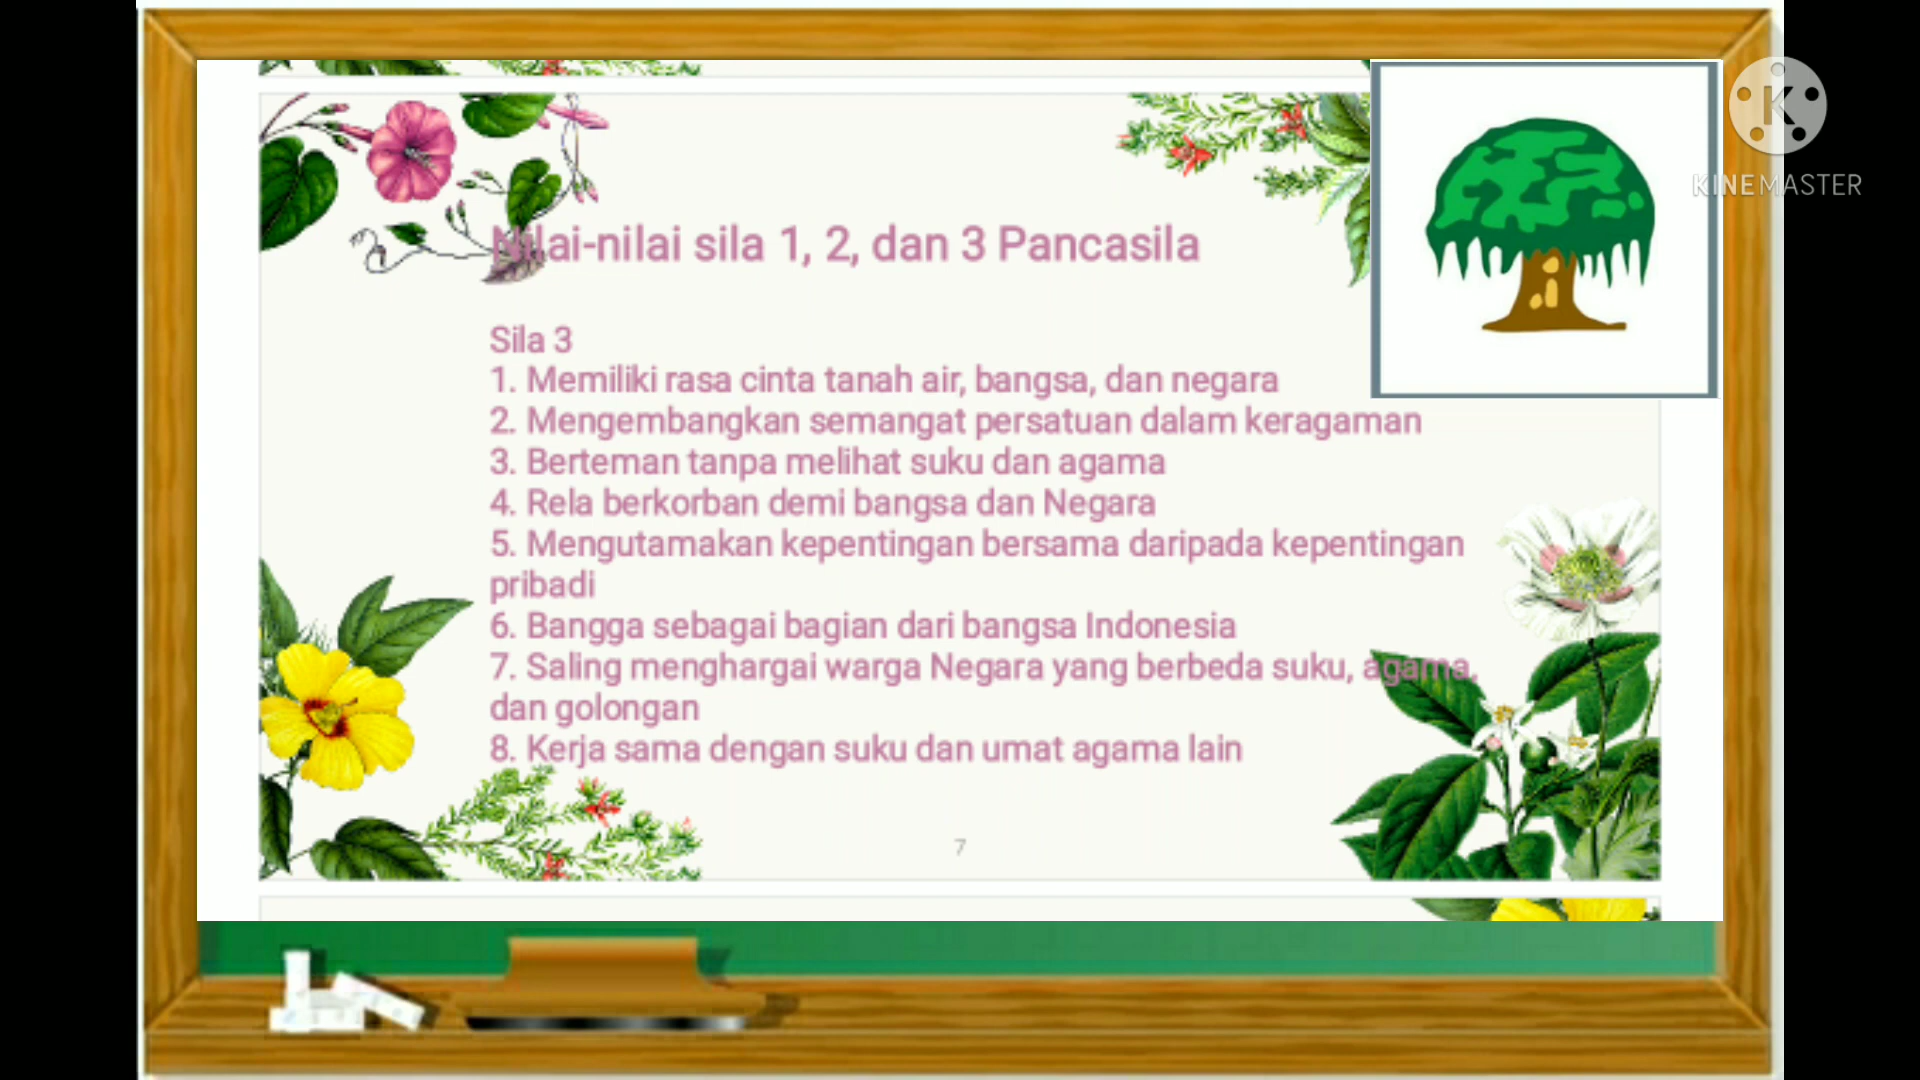 Nilai-nilai sila 1, 2, dan 3 Pancasila
Sila 3
1. Memiliki rasa cinta tanah air, bangsa, dan negara
2. Mengembangkan semangat persatuan dalam keragaman
3. Berteman tanpa melihat suku dan agama
4. Rela berkorban demi bangsa dan Negara
5. Mengutamakan kepentingan bersama daripada kepentingan
pribadi
6. Bangga sebagai bagian dari bangsa Indonesia
7. Saling menghargai warga Negara yang berbeda suku, agama,
dan golongan
8. Kerja sama dengan suku dan umat agama lain
7
K
KINEMASTER